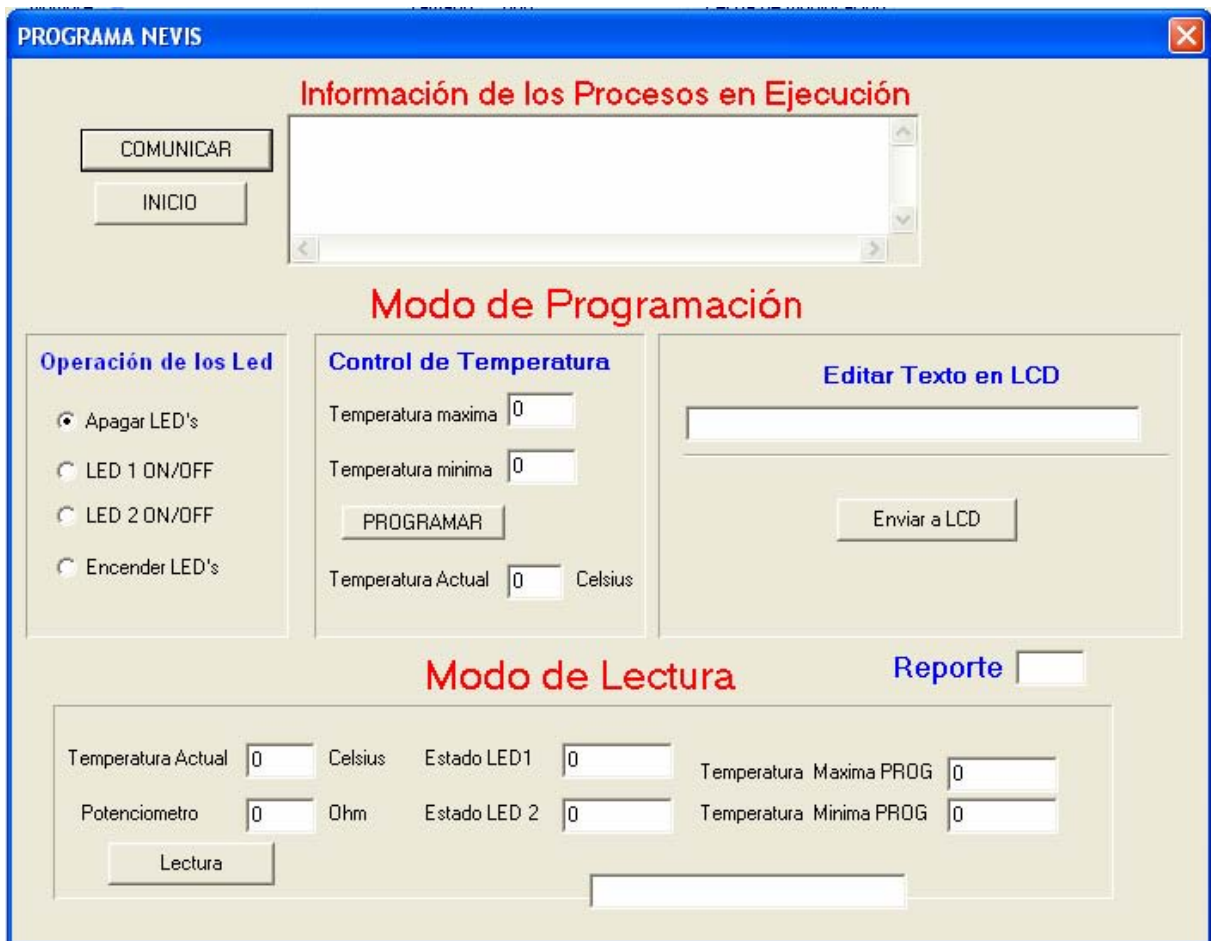 PROGRAMA NEVIS
Información de los Procesos en Ejecución
COMUNICAR
INICIO
Modo de Programación
Operación de los Led
Apagar LED's
LED 1 ON/OFF
LED 2 ON/OFF
Encender LED's
Control de Temperatura
Temperatura maxima 0
Temperatura minima 0
PROGRAMAR
Temperatura Actual 0 Celsius
Editar Texto en LCD
Enviar a LCD
Modo de Lectura
Reporte
Temperatura Actual 0 Celsius
Potenciometro 0 Ohm
Lectura
Estado LED1 0
Estado LED 2 0
Temperatura Maxima PROG 0
Temperatura Minima PROG 0